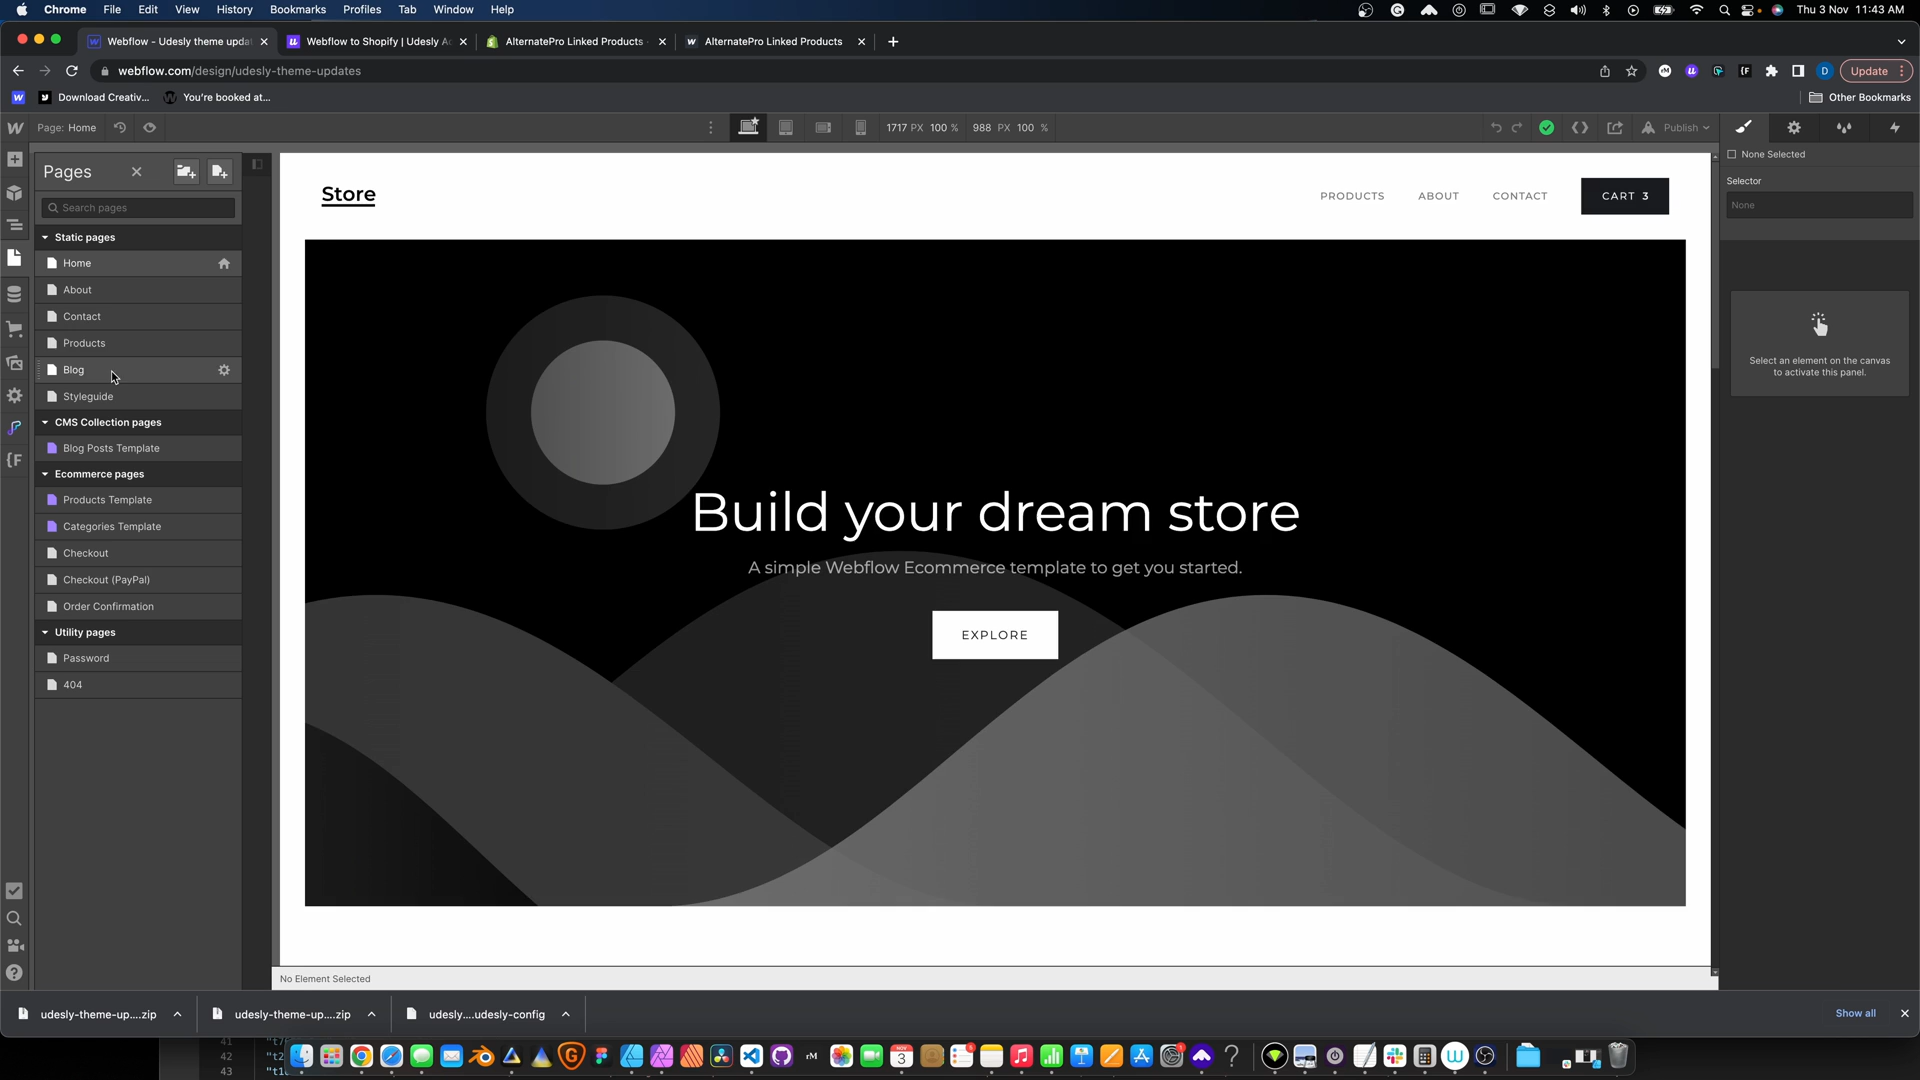 Chrome File Edit View History Bookmarks Profiles Tab Window Help
Thu 3 Nov 11:43 AM
Webflow - Udesly theme updat
Webflow to Shopify | Udesly Ac
AlternatePro Linked Products
AlternatePro Linked Products
webflow.com/design/udesly-theme-updates
Update
Download Creativ...
You're booked at...
Other Bookmarks
Page: Home
1717 PX 100 % 988 PX 100 %
Publish
Pages
Search pages
Static pages
Home
About
Contact
Products
Blog
Styleguide
CMS Collection pages
Blog Posts Template
Ecommerce pages
Products Template
Categories Template
Checkout
Checkout (PayPal)
Order Confirmation
Utility pages
Password
404
Store
PRODUCTS ABOUT CONTACT CART 3
Build your dream store
A simple Webflow Ecommerce template to get you started.
EXPLORE
None Selected
Selector
None
Select an element on the canvas
to activate this panel.
No Element Selected
udesly-theme-up....zip
udesly-theme-up....zip
udesly....udesly-config
Show all
41
42
43